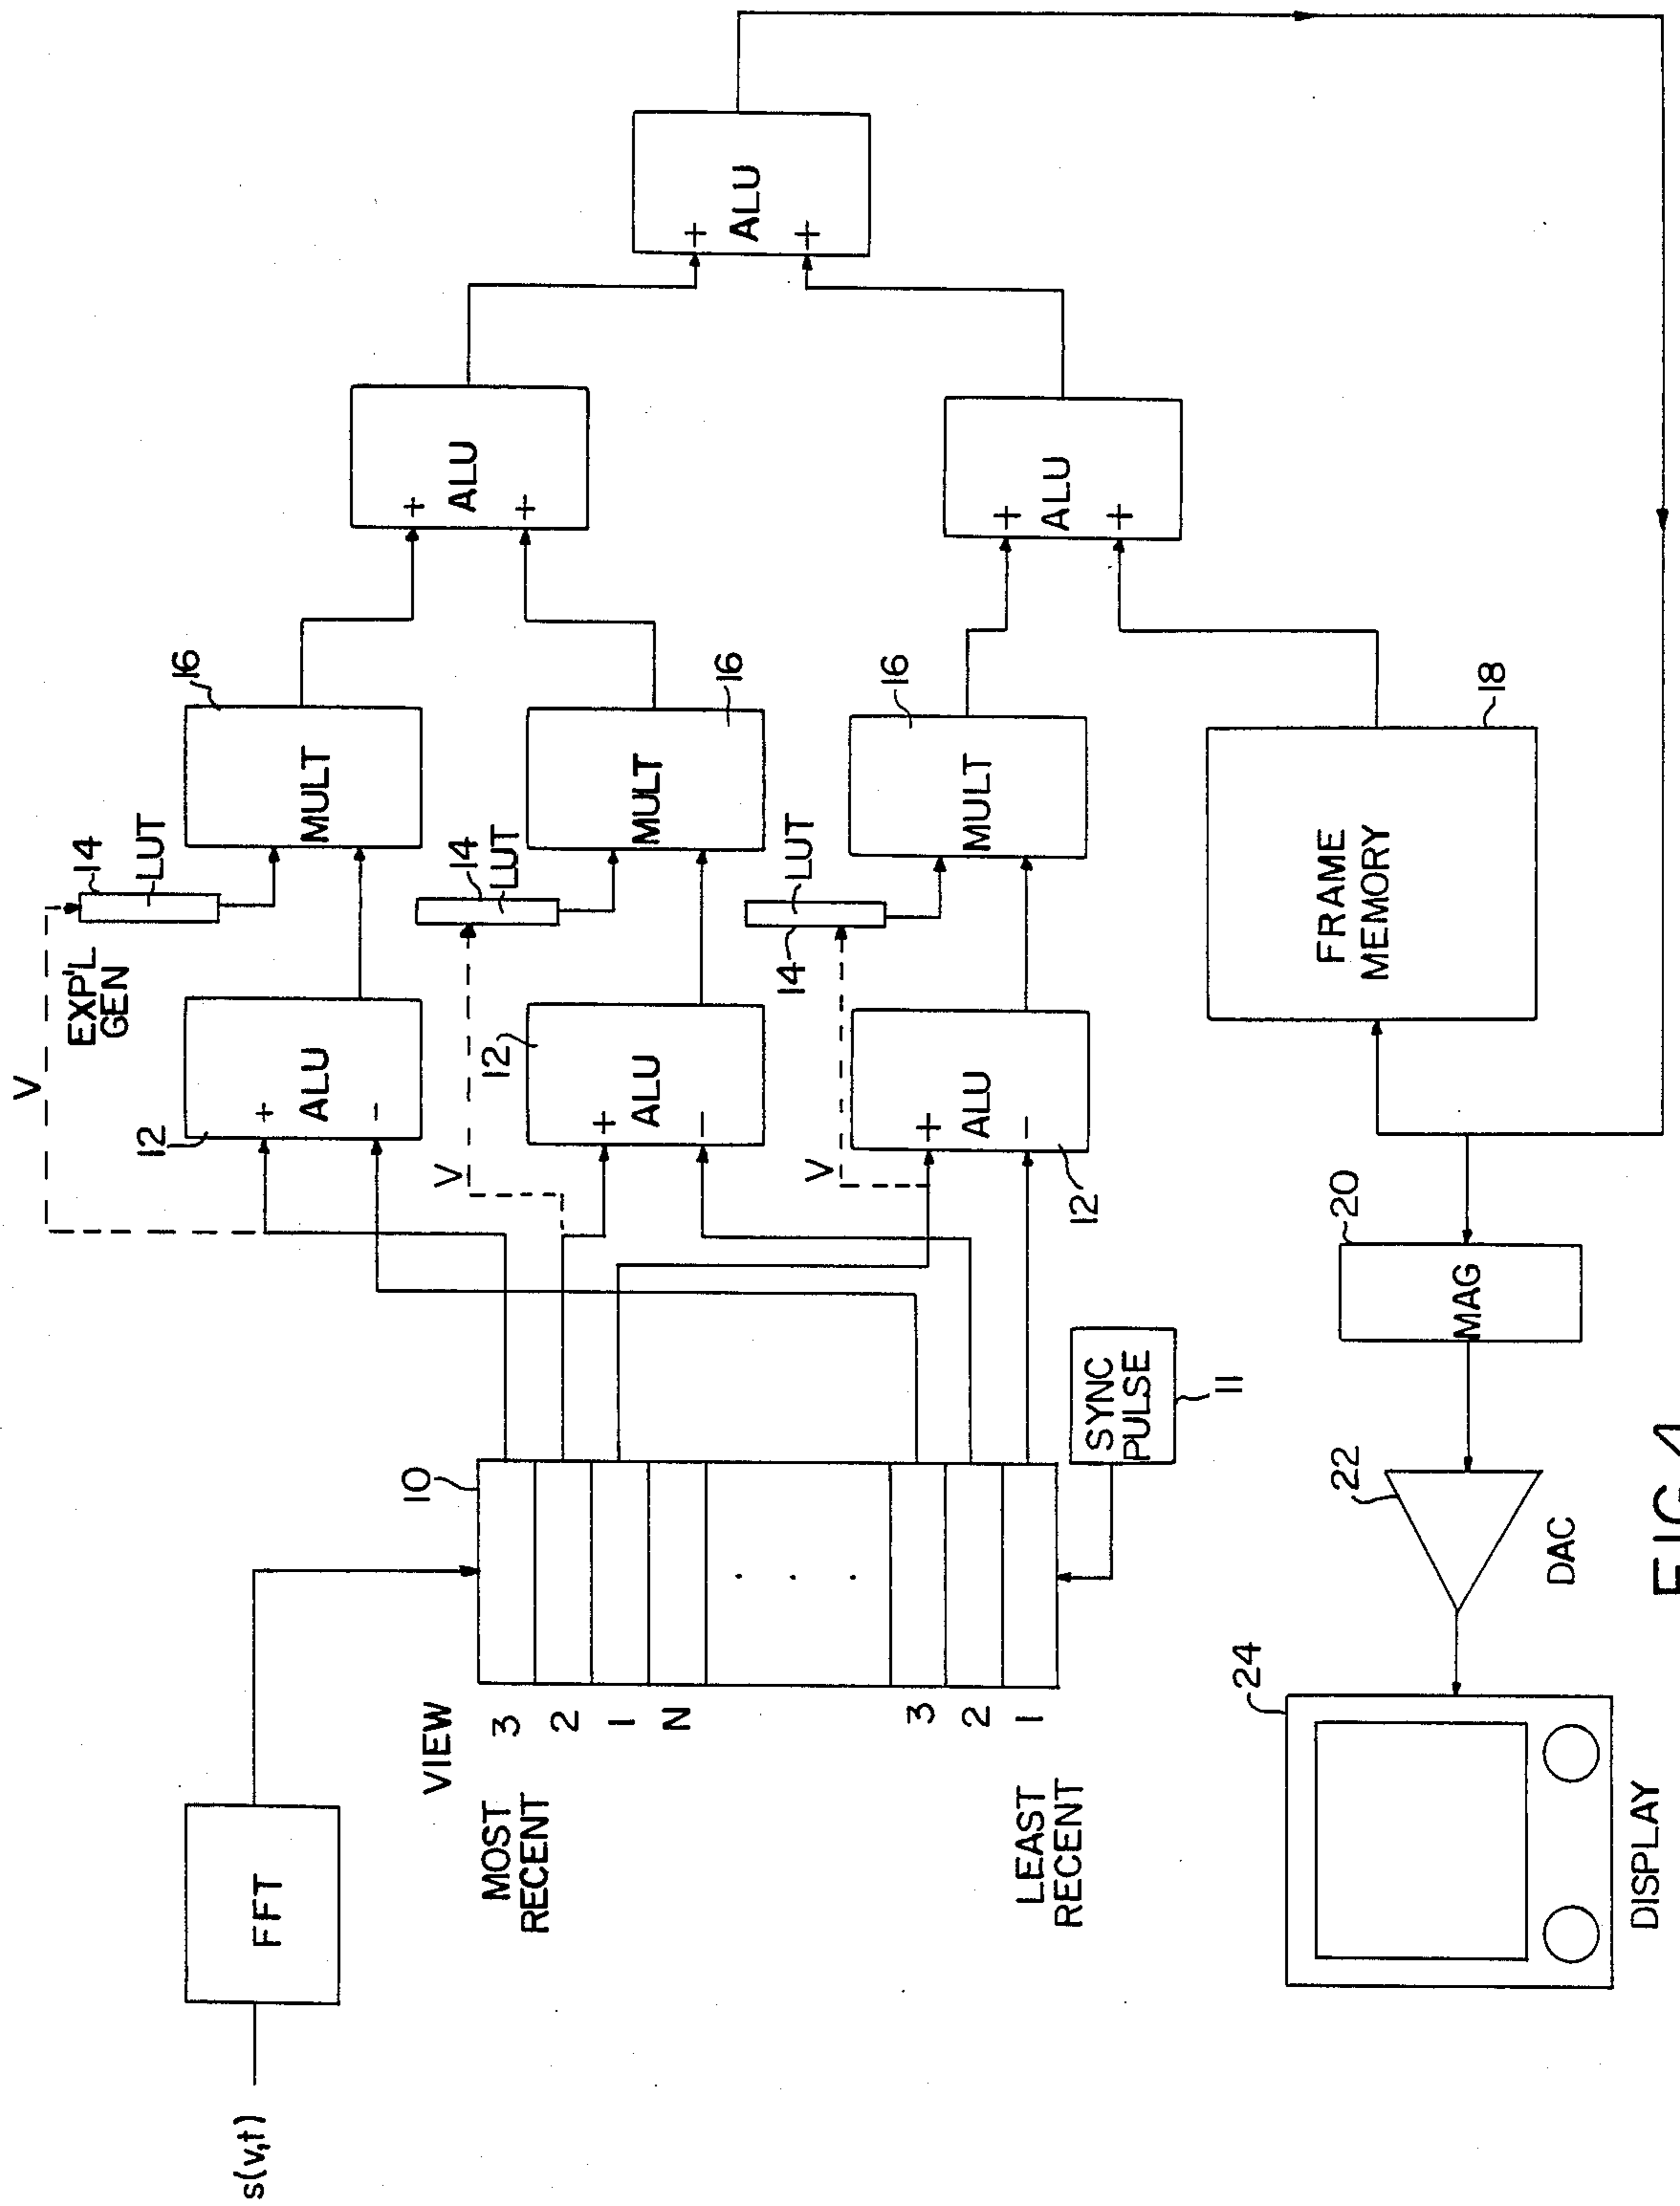 s(v,t)
FFT
VIEW
MOST
RECENT
3
2
1
N
. . .
3
2
1
LEAST
RECENT
10
SYNC
PULSE
11
V
V
V
12
+
ALU
-
12
+
ALU
-
12
+
ALU
-
EXP'L
GEN
14
LUT
14
LUT
14
LUT
16
MULT
16
MULT
16
MULT
FRAME
MEMORY
18
+
ALU
+
+
ALU
+
+
ALU
+
20
MAG
22
DAC
24
DISPLAY
FIG. 4